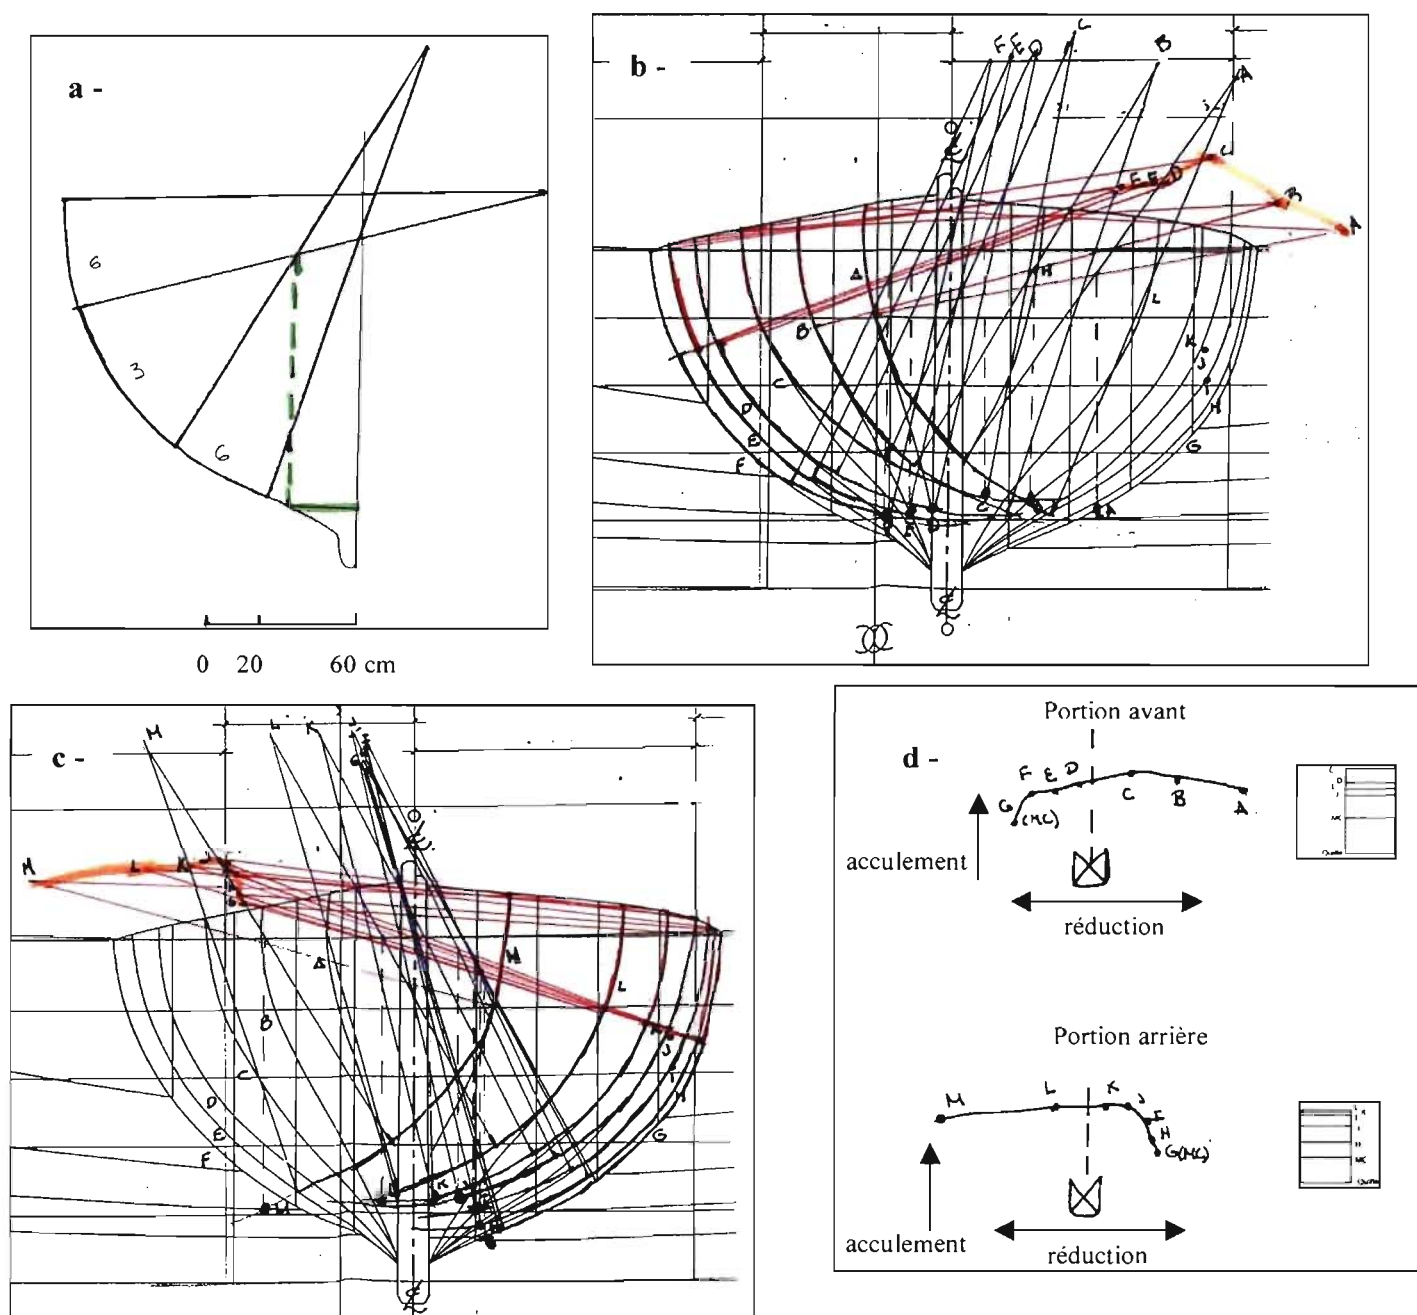 a -
6
3
6
0 20 60 cm
b -
F E D C B A
C
F E D
B
A
A
H
B
L
K
J
I
H
G
C
D
E
F
C
A
F D
c -
M L K J
G
M L K J
G
M
L
A
B
C
D
E
F
J
I
H
G
K
M
d -
Portion avant
F E D C B A
G
(MC)
acculement
réduction
Portion arrière
M L K J
I
H
G(MC)
acculement
réduction